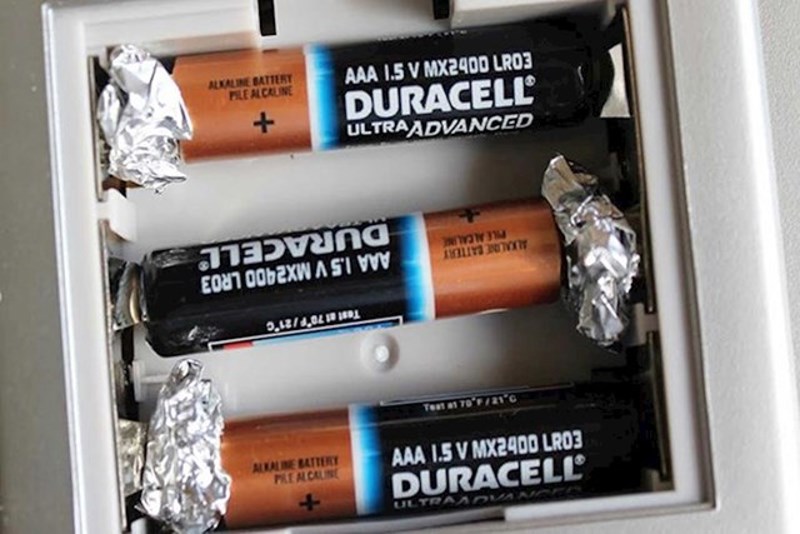 ALKALINE BATTERY
PILE ALCALINE
+
AAA 1.5 V MX2400 LR03
DURACELL®
ULTRA ADVANCED
DURACELL®
AAA 1.5 V MX2400 LR03
Test at 70°F / 21°C
+
PILE ALCALINE
ALKALINE BATTERY
Test at 70°F / 21°C
ALKALINE BATTERY
PILE ALCALINE
+
AAA 1.5 V MX2400 LR03
DURACELL®
ULTRA ADVANCED